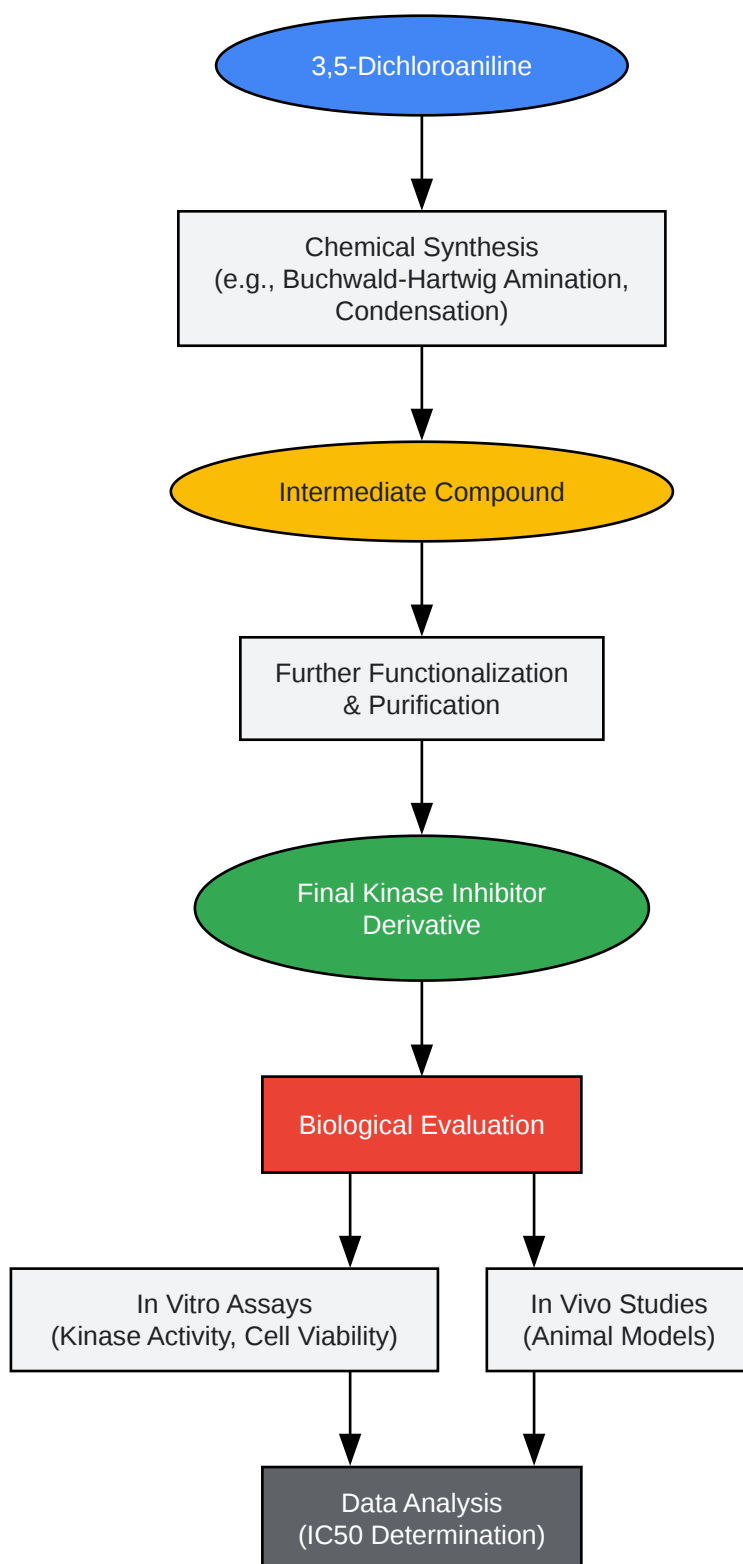 3,5-Dichloroaniline
Chemical Synthesis
(e.g., Buchwald-Hartwig Amination,
Condensation)
Intermediate Compound
Further Functionalization
& Purification
Final Kinase Inhibitor
Derivative
Biological Evaluation
In Vitro Assays
(Kinase Activity, Cell Viability)
In Vivo Studies
(Animal Models)
Data Analysis
(IC50 Determination)